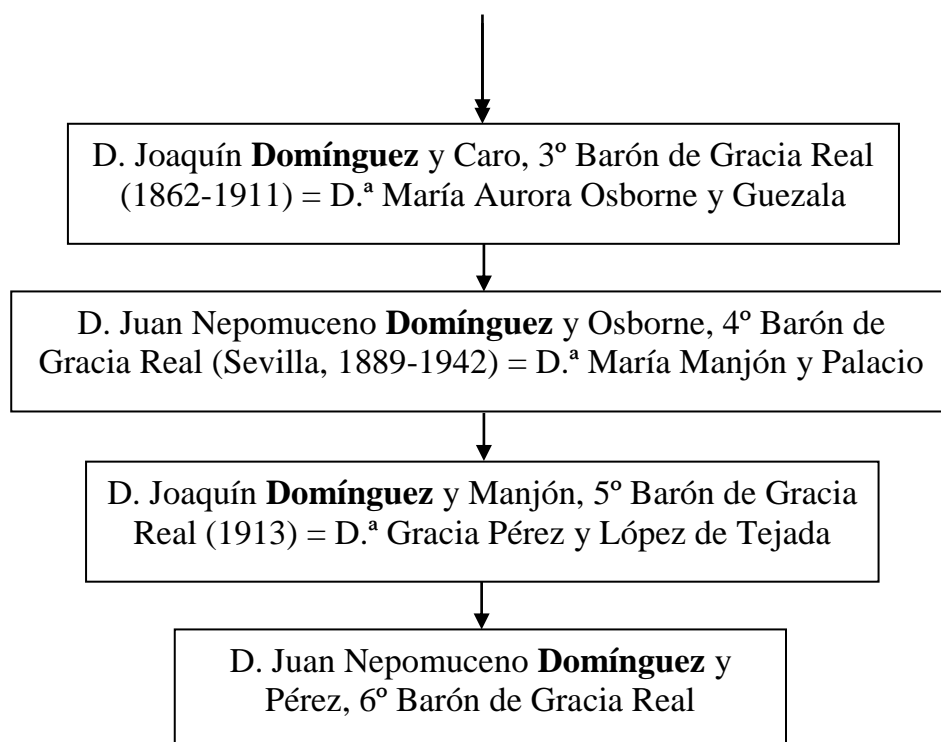 D. Joaquín Domínguez y Caro, 3º Barón de Gracia Real
(1862-1911) = D.ª María Aurora Osborne y Guezala
D. Juan Nepomuceno Domínguez y Osborne, 4º Barón de
Gracia Real (Sevilla, 1889-1942) = D.ª María Manjón y Palacio
D. Joaquín Domínguez y Manjón, 5º Barón de Gracia
Real (1913) = D.ª Gracia Pérez y López de Tejada
D. Juan Nepomuceno Domínguez y
Pérez, 6º Barón de Gracia Real